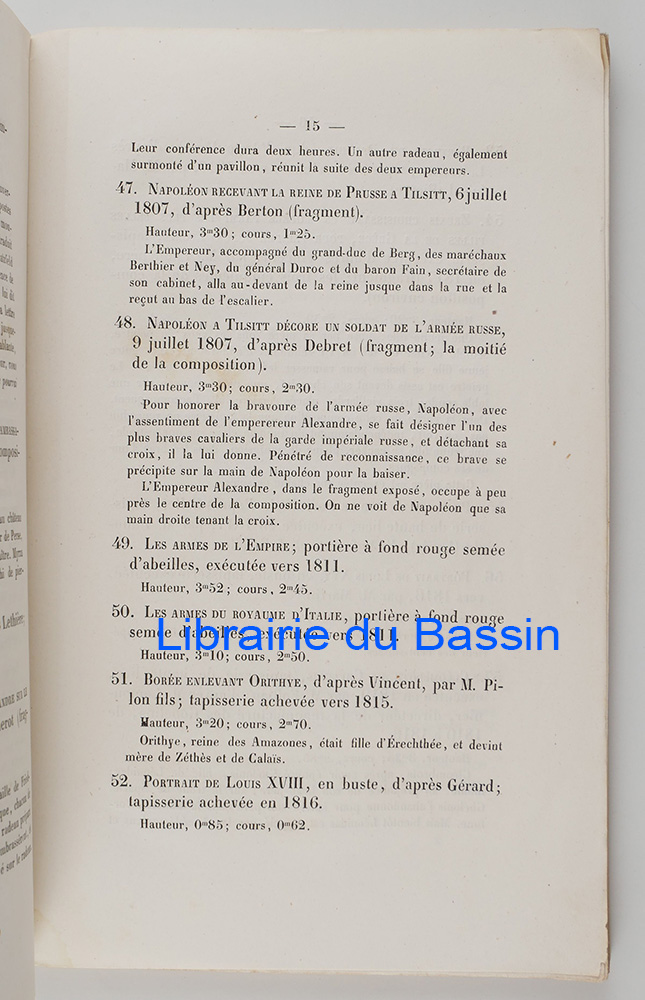 — 15 —
Leur conférence dura deux heures. Un autre radeau, également
surmonté d'un pavillon, réunit la suite des deux empereurs.
47. Napoléon recevant la reine de Prusse a Tilsitt, 6 juillet
1807, d'après Berton (fragment).
Hauteur, 3m30; cours, 1m25.
L'Empereur, accompagné du grand-duc de Berg, des maréchaux
Berthier et Ney, du général Duroc et du baron Fain, secrétaire de
son cabinet, alla au-devant de la reine jusque dans la rue et la
reçut au bas de l'escalier.
48. Napoléon a Tilsitt décore un soldat de l'armée russe,
9 juillet 1807, d'après Debret (fragment; la moitié
de la composition).
Hauteur, 3m30; cours, 2m30.
Pour honorer la bravoure de l'armée russe, Napoléon, avec
l'assentiment de l'emperereur Alexandre, se fait désigner l'un des
plus braves cavaliers de la garde impériale russe, et détachant sa
croix, il la lui donne. Pénétré de reconnaissance, ce brave se
précipite sur la main de Napoléon pour la baiser.
L'Empereur Alexandre, dans le fragment exposé, occupe à peu
près le centre de la composition. On ne voit de Napoléon que sa
main droite tenant la croix.
49. Les armes de l'Empire; portière à fond rouge semée
d'abeilles, exécutée vers 1811.
Hauteur, 3m52; cours, 2m45.
50. Les armes du royaume d'Italie, portière à fond rouge
semée d'abeilles, exécutée vers 1811.
Librairie du Bassin
Hauteur, 3m10; cours, 2m50.
51. Borée enlevant Orithye, d'après Vincent, par M. Pi-
lon fils; tapisserie achevée vers 1815.
Hauteur, 3m20; cours, 2m70.
Orithye, reine des Amazones, était fille d'Érechthée, et devint
mère de Zéthès et de Calaïs.
52. Portrait de Louis XVIII, en buste, d'après Gérard;
tapisserie achevée en 1816.
Hauteur, 0m85; cours, 0m62.